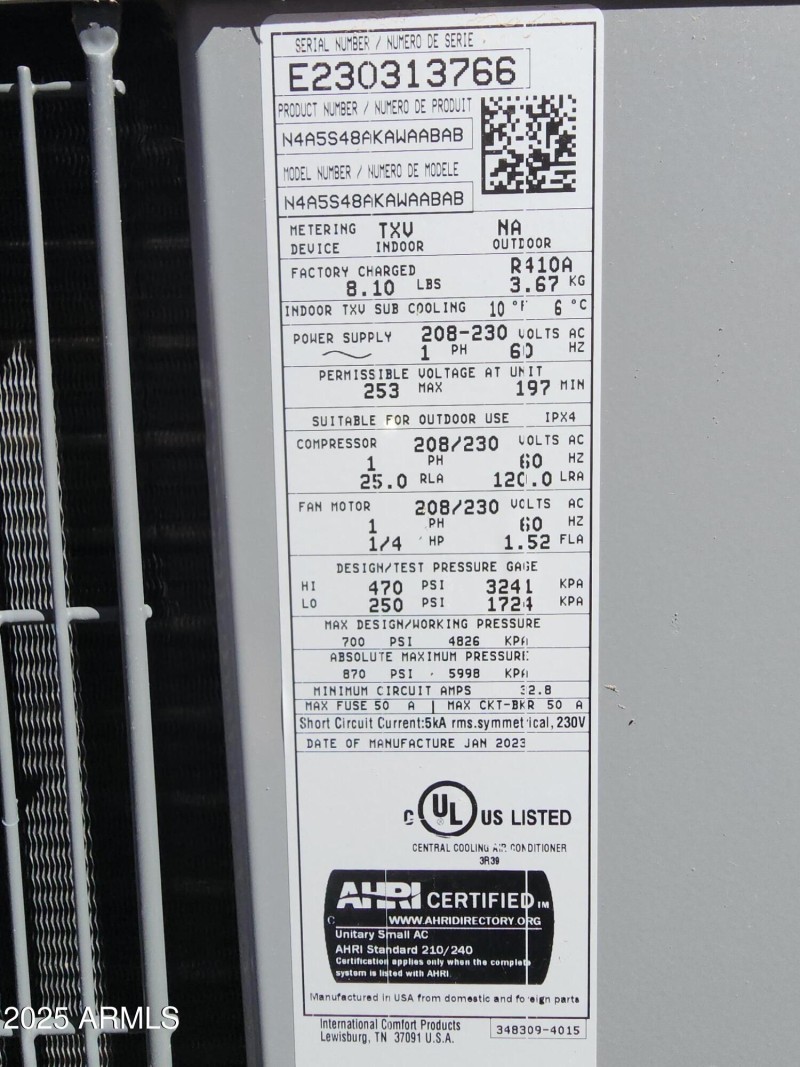 SERIAL NUMBER / NUMERO DE SERIE
E230313766
PRODUCT NUMBER / NUMERO DE PRODUIT
N4A5S48AKAWAABAB
MODEL NUMBER / NUMERO DE MODELE
N4A5S48AKAWAABAB
METERING TXV NA
DEVICE INDOOR OUTDOOR
FACTORY CHARGED R410A
8.10 LBS 3.67 KG
INDOOR TXV SUB COOLING 10 °F 6 °C
POWER SUPPLY 208-230 VOLTS AC
1 PH 60 HZ
PERMISSIBLE VOLTAGE AT UNIT
253 MAX 197 MIN
SUITABLE FOR OUTDOOR USE IPX4
COMPRESSOR 208/230 VOLTS AC
1 PH 60 HZ
25.0 RLA 120.0 LRA
FAN MOTOR 208/230 VOLTS AC
1 PH 60 HZ
1/4 HP 1.52 FLA
DESIGN/TEST PRESSURE GAGE
HI 470 PSI 3241 KPA
LO 250 PSI 1724 KPA
MAX DESIGN/WORKING PRESSURE
700 PSI 4826 KPA
ABSOLUTE MAXIMUM PRESSURE
870 PSI 5998 KPA
MINIMUM CIRCUIT AMPS 32.8
MAX FUSE 50 A | MAX CKT-BKR 50 A
Short Circuit Current:5kA rms.symmetrical, 230V
DATE OF MANUFACTURE JAN 2023
C UL US LISTED
CENTRAL COOLING AIR CONDITIONER
3R39
AHRI CERTIFIED TM
C WWW.AHRIDIRECTORY.ORG
Unitary Small AC
AHRI Standard 210/240
Certification applies only when the complete
system is listed with AHRI.
Manufactured in USA from domestic and foreign parts
International Comfort Products
Lewisburg, TN 37091 U.S.A.
348309-4015
2025 ARMLS